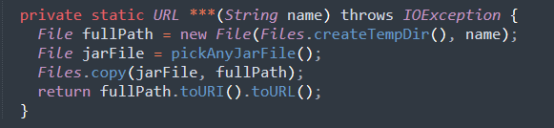 private static URL ***(String name) throws IOException {
File fullPath = new File(Files.createTempDir(), name);
File jarFile = pickAnyJarFile();
Files.copy(jarFile, fullPath);
return fullPath.toURI().toURL();
}